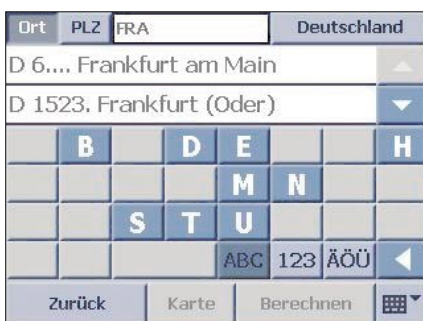 Ort PLZ FRA Deutschland
D 6.... Frankfurt am Main
D 1523. Frankfurt (Oder)
B D E H
M N
S T U
ABC 123 ÄÖÜ
Zurück Karte Berechnen